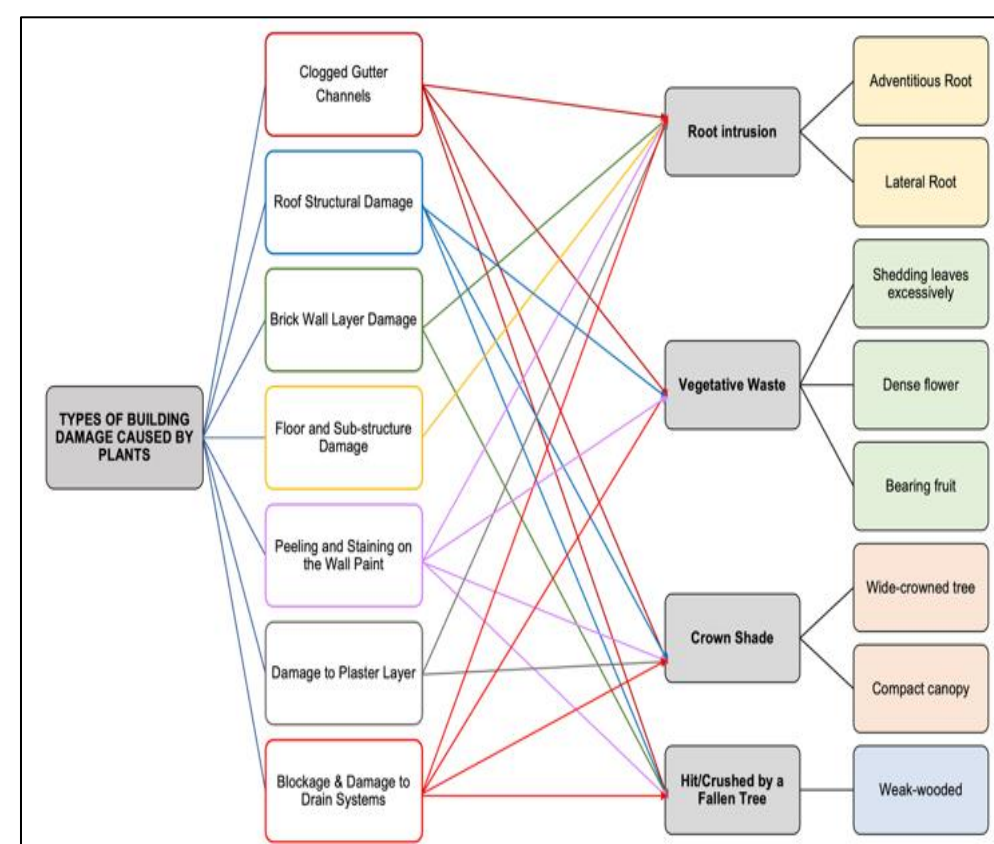 TYPES OF BUILDING
DAMAGE CAUSED BY
PLANTS
Clogged Gutter
Channels
Roof Structural Damage
Brick Wall Layer Damage
Floor and Sub-structure
Damage
Peeling and Staining on
the Wall Paint
Damage to Plaster Layer
Blockage & Damage to
Drain Systems
Root intrusion
Vegetative Waste
Crown Shade
Hit/Crushed by a
Fallen Tree
Adventitious Root
Lateral Root
Shedding leaves
excessively
Dense flower
Bearing fruit
Wide-crowned tree
Compact canopy
Weak-wooded